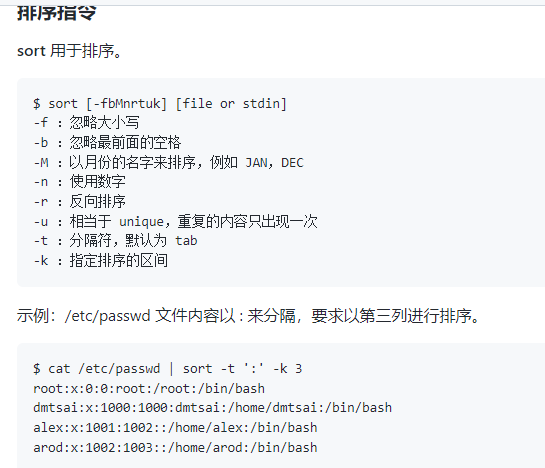 排序指令
sort 用于排序。
$ sort [-fbMnrtuk] [file or stdin]
-f ：忽略大小写
-b ：忽略最前面的空格
-M ：以月份的名字来排序，例如 JAN，DEC
-n ：使用数字
-r ：反向排序
-u ：相当于 unique，重复的内容只出现一次
-t ：分隔符，默认为 tab
-k ：指定排序的区间
示例：/etc/passwd 文件内容以 : 来分隔，要求以第三列进行排序。
$ cat /etc/passwd | sort -t ':' -k 3
root:x:0:0:root:/root:/bin/bash
dmtsai:x:1000:1000:dmtsai:/home/dmtsai:/bin/bash
alex:x:1001:1002::/home/alex:/bin/bash
arod:x:1002:1003::/home/arod:/bin/bash